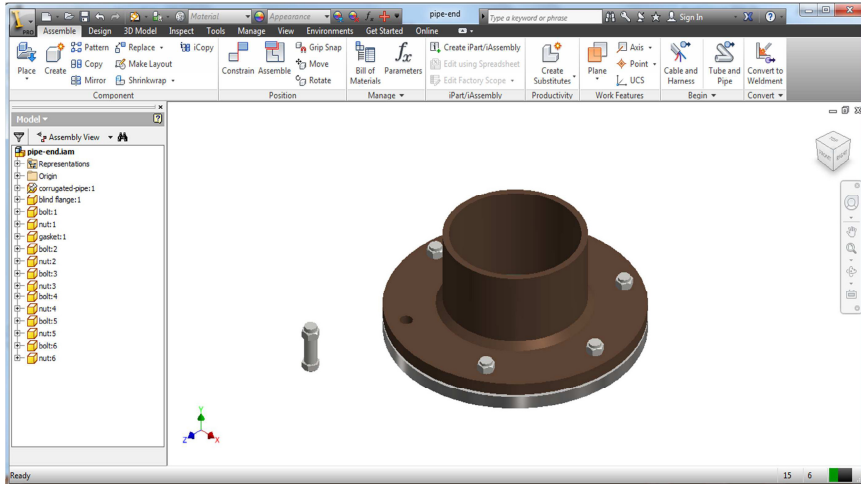 PRO
Material
Appearance
pipe-end
Type a keyword or phrase
Sign In
Assemble Design 3D Model Inspect Tools Manage View Environments Get Started Online
Place
Create
Pattern
Copy
Mirror
Replace
Make Layout
Shrinkwrap
iCopy
Component
Constrain
Assemble
Grip Snap
Move
Rotate
Position
Bill of
Materials
fx
Parameters
Manage
Create iPart/iAssembly
Edit using Spreadsheet
Edit Factory Scope
iPart/iAssembly
Create
Substitutes
Productivity
Plane
Axis
Point
UCS
Work Features
Cable and
Harness
Tube and
Pipe
Begin
Convert to
Weldment
Convert
Model
Assembly View
pipe-end.iam
Representations
Origin
corrugated-pipe:1
blind flange:1
bolt:1
nut:1
gasket:1
bolt:2
nut:2
bolt:3
nut:3
bolt:4
nut:4
bolt:5
nut:5
bolt:6
nut:6
Y
Z
X
Ready
15 6